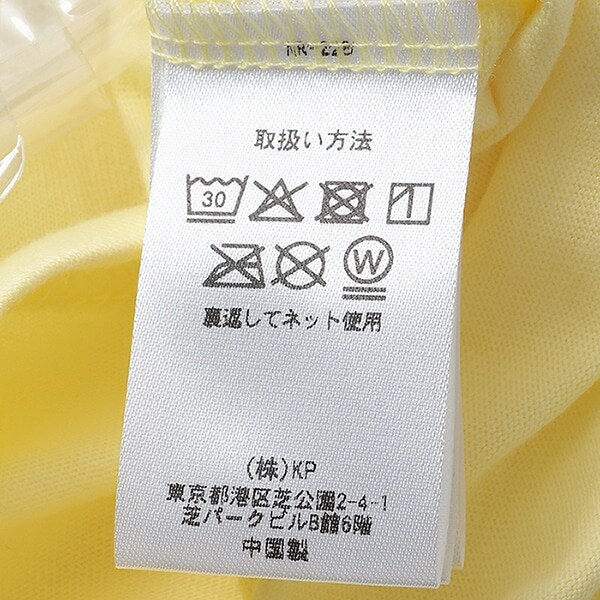 取扱い方法
30
W
裏返してネット使用
(株)KP
東京都港区芝公園2-4-1
芝パークビルB館6階
中国製